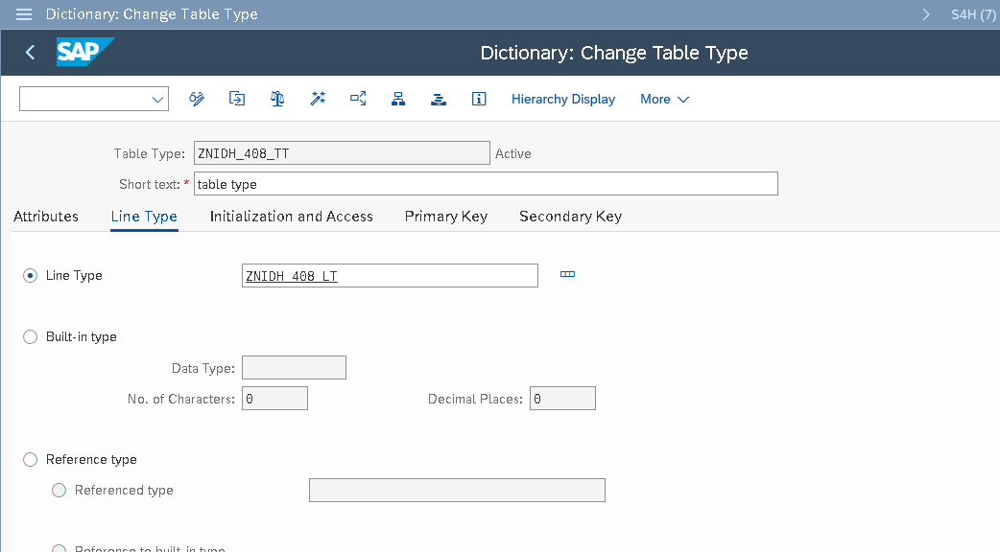 Dictionary: Change Table Type S4H (7)
SAP Dictionary: Change Table Type
Hierarchy Display More
Table Type: ZNIDH_408_TT Active
Short text: * table type
Attributes Line Type Initialization and Access Primary Key Secondary Key
Line Type ZNIDH_408_LT
Built-in type
Data Type:
No. of Characters: 0 Decimal Places: 0
Reference type
Referenced type
Reference to built-in type